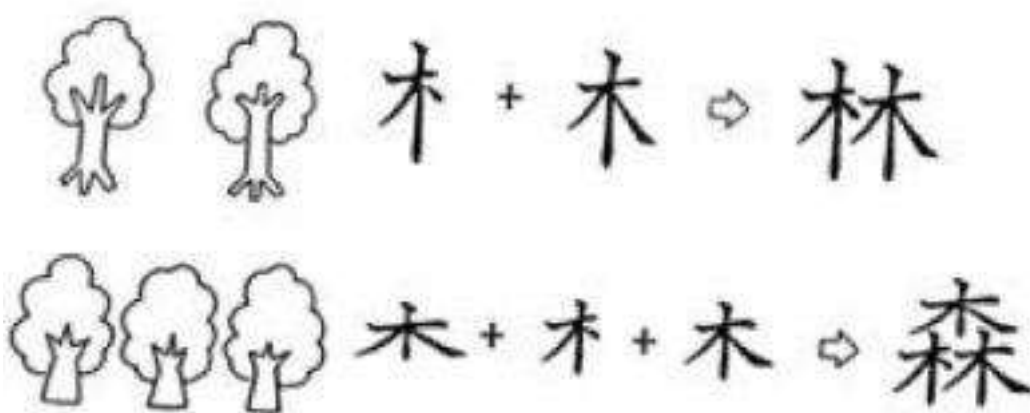 木 + 木 ⇨ 林
木 + 木 + 木 ⇨ 森